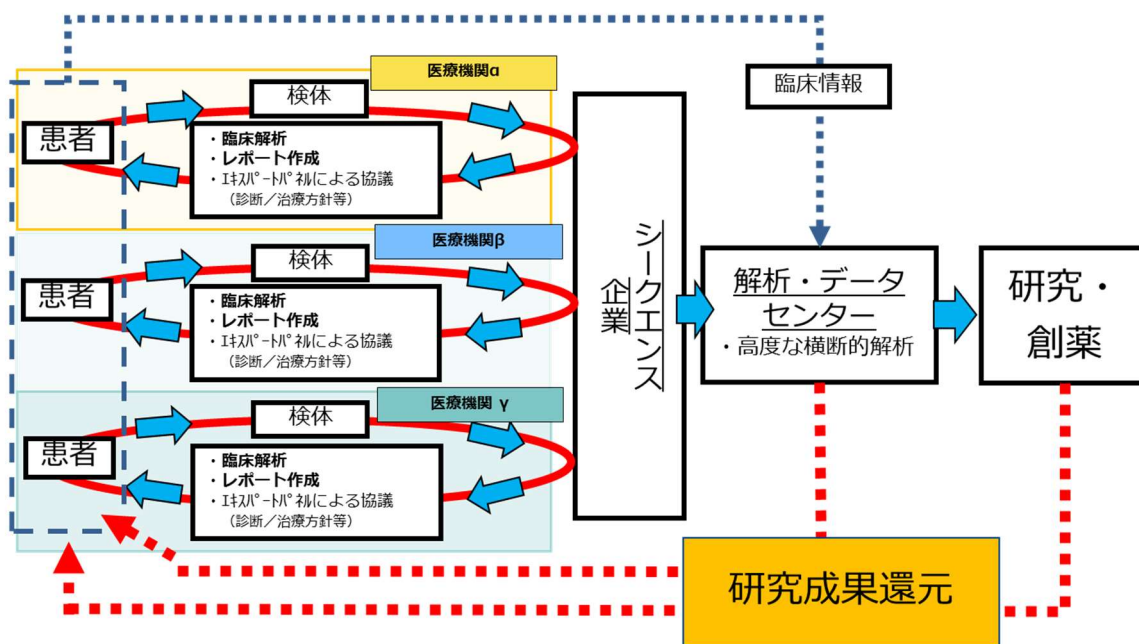 医療機関α
検体
患者
・臨床解析
・レポート作成
・エキスパートパネルによる協議
（診断／治療方針等）
医療機関β
検体
患者
・臨床解析
・レポート作成
・エキスパートパネルによる協議
（診断／治療方針等）
医療機関 γ
検体
患者
・臨床解析
・レポート作成
・エキスパートパネルによる協議
（診断／治療方針等）
シークエンス
企業
臨床情報
解析・データ
センター
・高度な横断的解析
研究・
創薬
研究成果還元